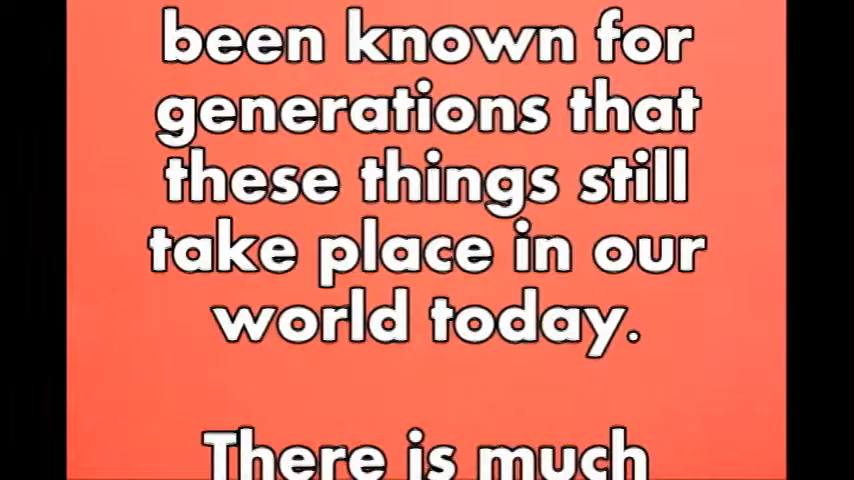 been known for
generations that
these things still
take place in our
world today.
There is much